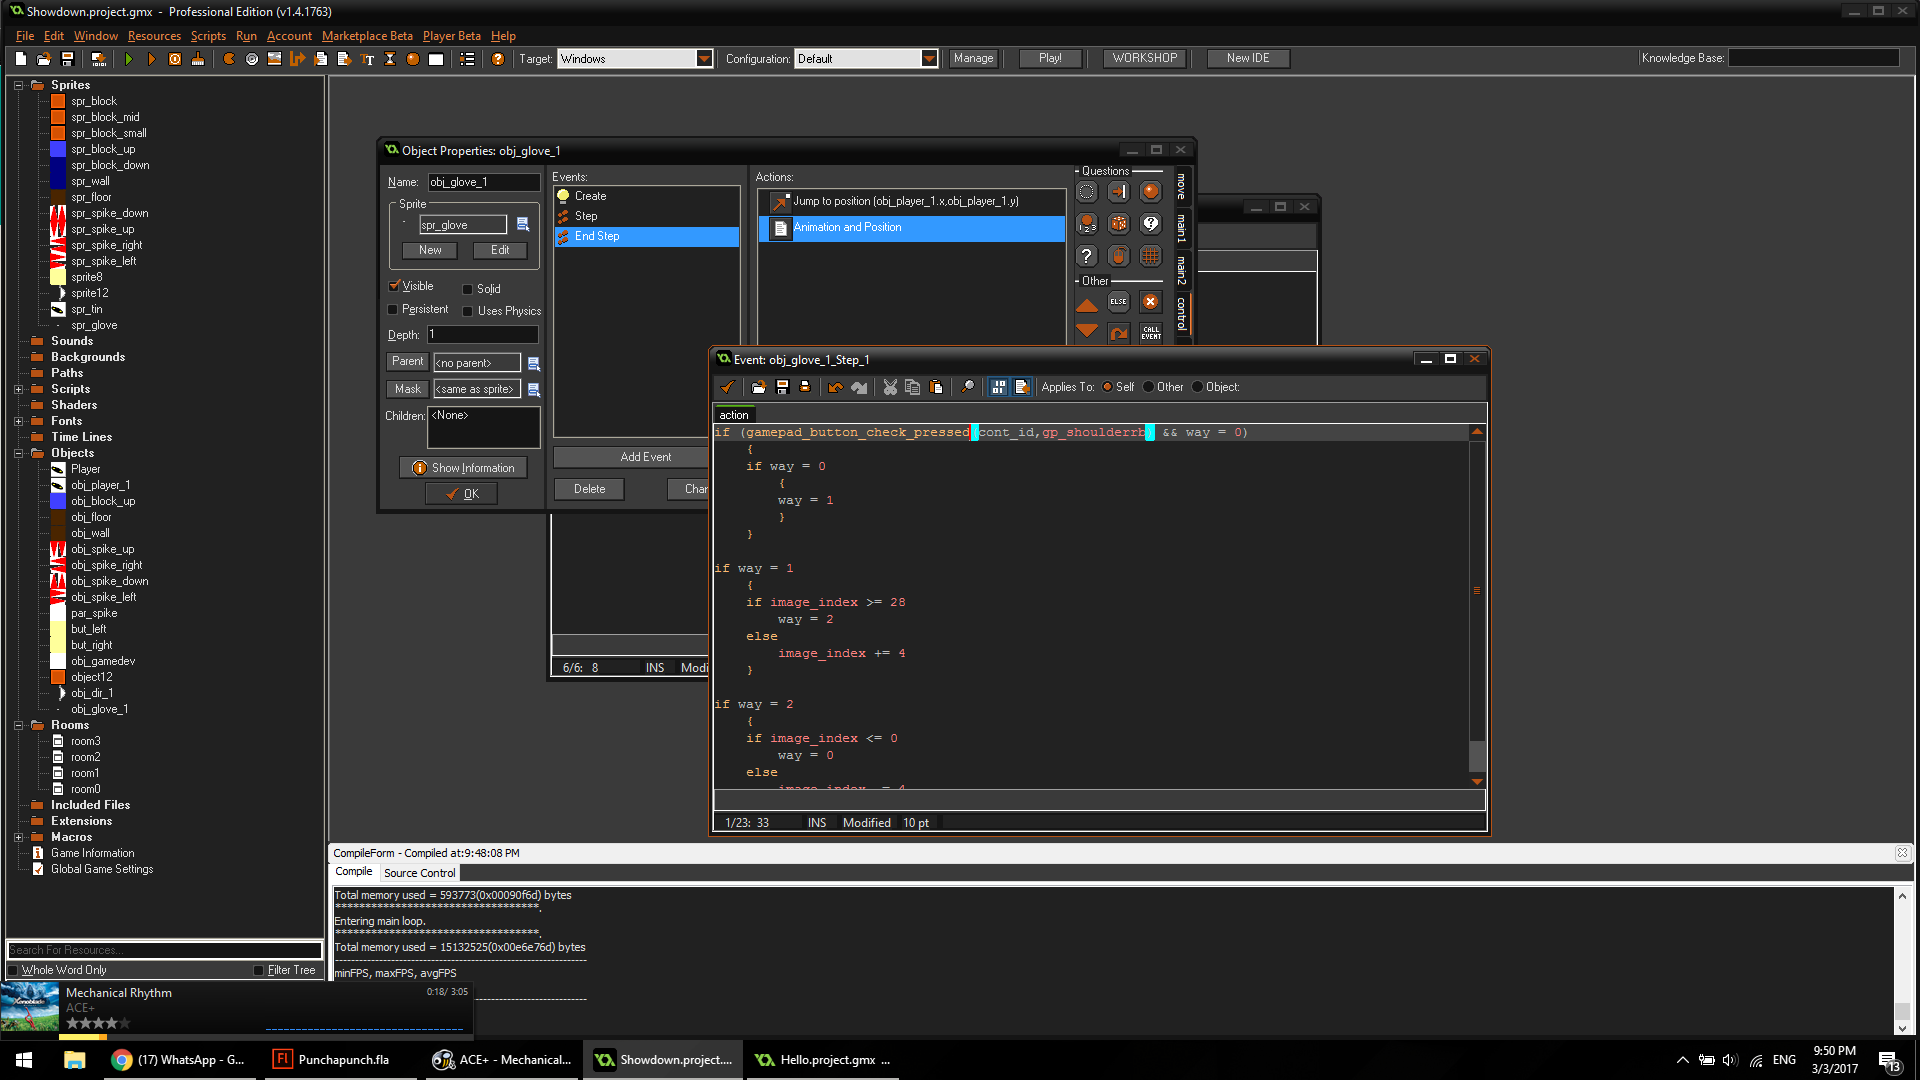 Showdown.project.gmx - Professional Edition (v1.4.1763)
File Edit Window Resources Scripts Run Account Marketplace Beta Player Beta Help
Target: Windows Configuration: Default Manage Play! WORKSHOP New IDE Knowledge Base:
Sprites
spr_block
spr_block_mid
spr_block_small
spr_block_up
spr_block_down
spr_wall
spr_floor
spr_spike_down
spr_spike_up
spr_spike_right
spr_spike_left
sprite8
sprite12
spr_tin
spr_glove
Sounds
Backgrounds
Paths
Scripts
Shaders
Fonts
Time Lines
Objects
Player
obj_player_1
obj_block_up
obj_floor
obj_wall
obj_spike_up
obj_spike_right
obj_spike_down
obj_spike_left
par_spike
but_left
but_right
obj_gamedev
object12
obj_dir_1
obj_glove_1
Rooms
room3
room2
room1
room0
Included Files
Extensions
Macros
Game Information
Global Game Settings
Search For Resources...
Whole Word Only Filter Tree
Object Properties: obj_glove_1
Name: obj_glove_1
Sprite
spr_glove
New Edit
Visible Solid
Persistent Uses Physics
Depth: 1
Parent <no parent>
Mask <same as sprite>
Children: <None>
Show Information
OK
Events:
Create
Step
End Step
Add Event
Delete Chan
Actions:
Jump to position (obj_player_1.x,obj_player_1.y)
Animation and Position
Questions
Other
ELSE
CALL EVENT
move
main1
main2
control
6/6: 8 INS Modi
Event: obj_glove_1_Step_1
Applies To: Self Other Object:
action
if (gamepad_button_check_pressed(cont_id,gp_shoulderrb) && way = 0)
{
if way = 0
{
way = 1
}
}
if way = 1
{
if image_index >= 28
way = 2
else
image_index += 4
}
if way = 2
{
if image_index <= 0
way = 0
else
image_index -= 4
1/23: 33 INS Modified 10 pt
CompileForm - Compiled at:9:48:08 PM
Compile Source Control
Total memory used = 593773(0x00090f6d) bytes
***********************************.
Entering main loop.
***********************************.
Total memory used = 15132525(0x00e6e76d) bytes
minFPS, maxFPS, avgFPS
Mechanical Rhythm 0:18/ 3:05
ACE+
(17) WhatsApp - G... Punchapunch.fla ACE+ - Mechanical... Showdown.project.... Hello.project.gmx ...
ENG
9:50 PM
3/3/2017
13